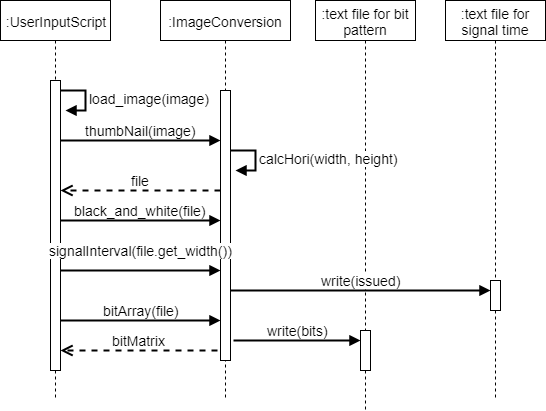 :UserInputScript
:ImageConversion
:text file for bit
pattern
:text file for
signal time
load_image(image)
thumbNail(image)
calcHori(width, height)
file
black_and_white(file)
signalInterval(file.get_width())
write(issued)
bitArray(file)
write(bits)
bitMatrix